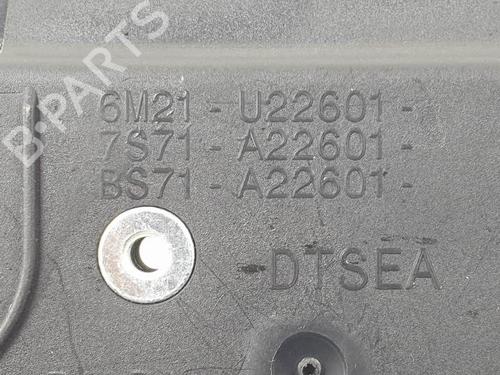 6M21 - U22601 -
7S71 - A22601 -
BS71 - A22601 -
-DTSEA
B-PARTS